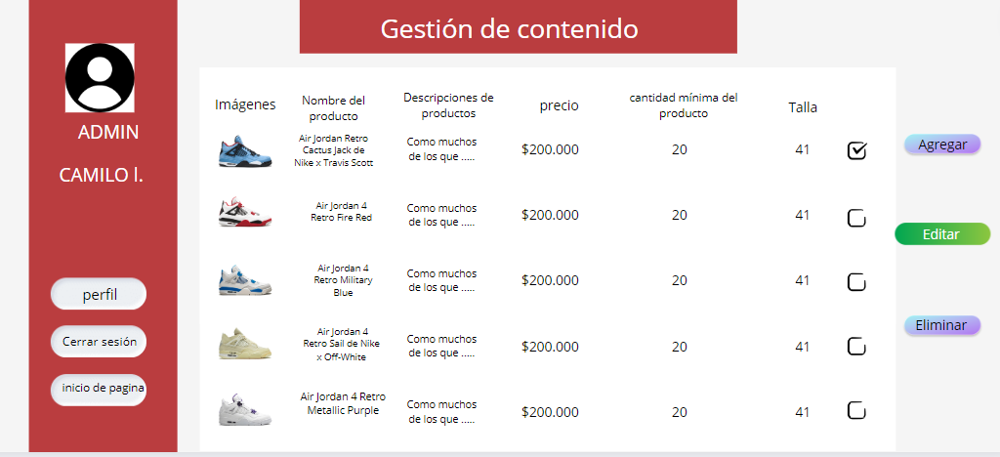 Gestión de contenido
ADMIN
CAMILO l.
perfil
Cerrar sesión
inicio de pagina
Imágenes
Nombre del
producto
Descripciones de
productos
precio
cantidad mínima del
producto
Talla
Air Jordan Retro
Cactus Jack de
Nike x Travis Scott
Como muchos
de los que .....
$200.000
20
41
Air Jordan 4
Retro Fire Red
Como muchos
de los que .....
$200.000
20
41
Air Jordan 4
Retro Military
Blue
Como muchos
de los que .....
$200.000
20
41
Air Jordan 4
Retro Sail de Nike
x Off-White
Como muchos
de los que .....
$200.000
20
41
Air Jordan 4 Retro
Metallic Purple
Como muchos
de los que .....
$200.000
20
41
Agregar
Editar
Eliminar